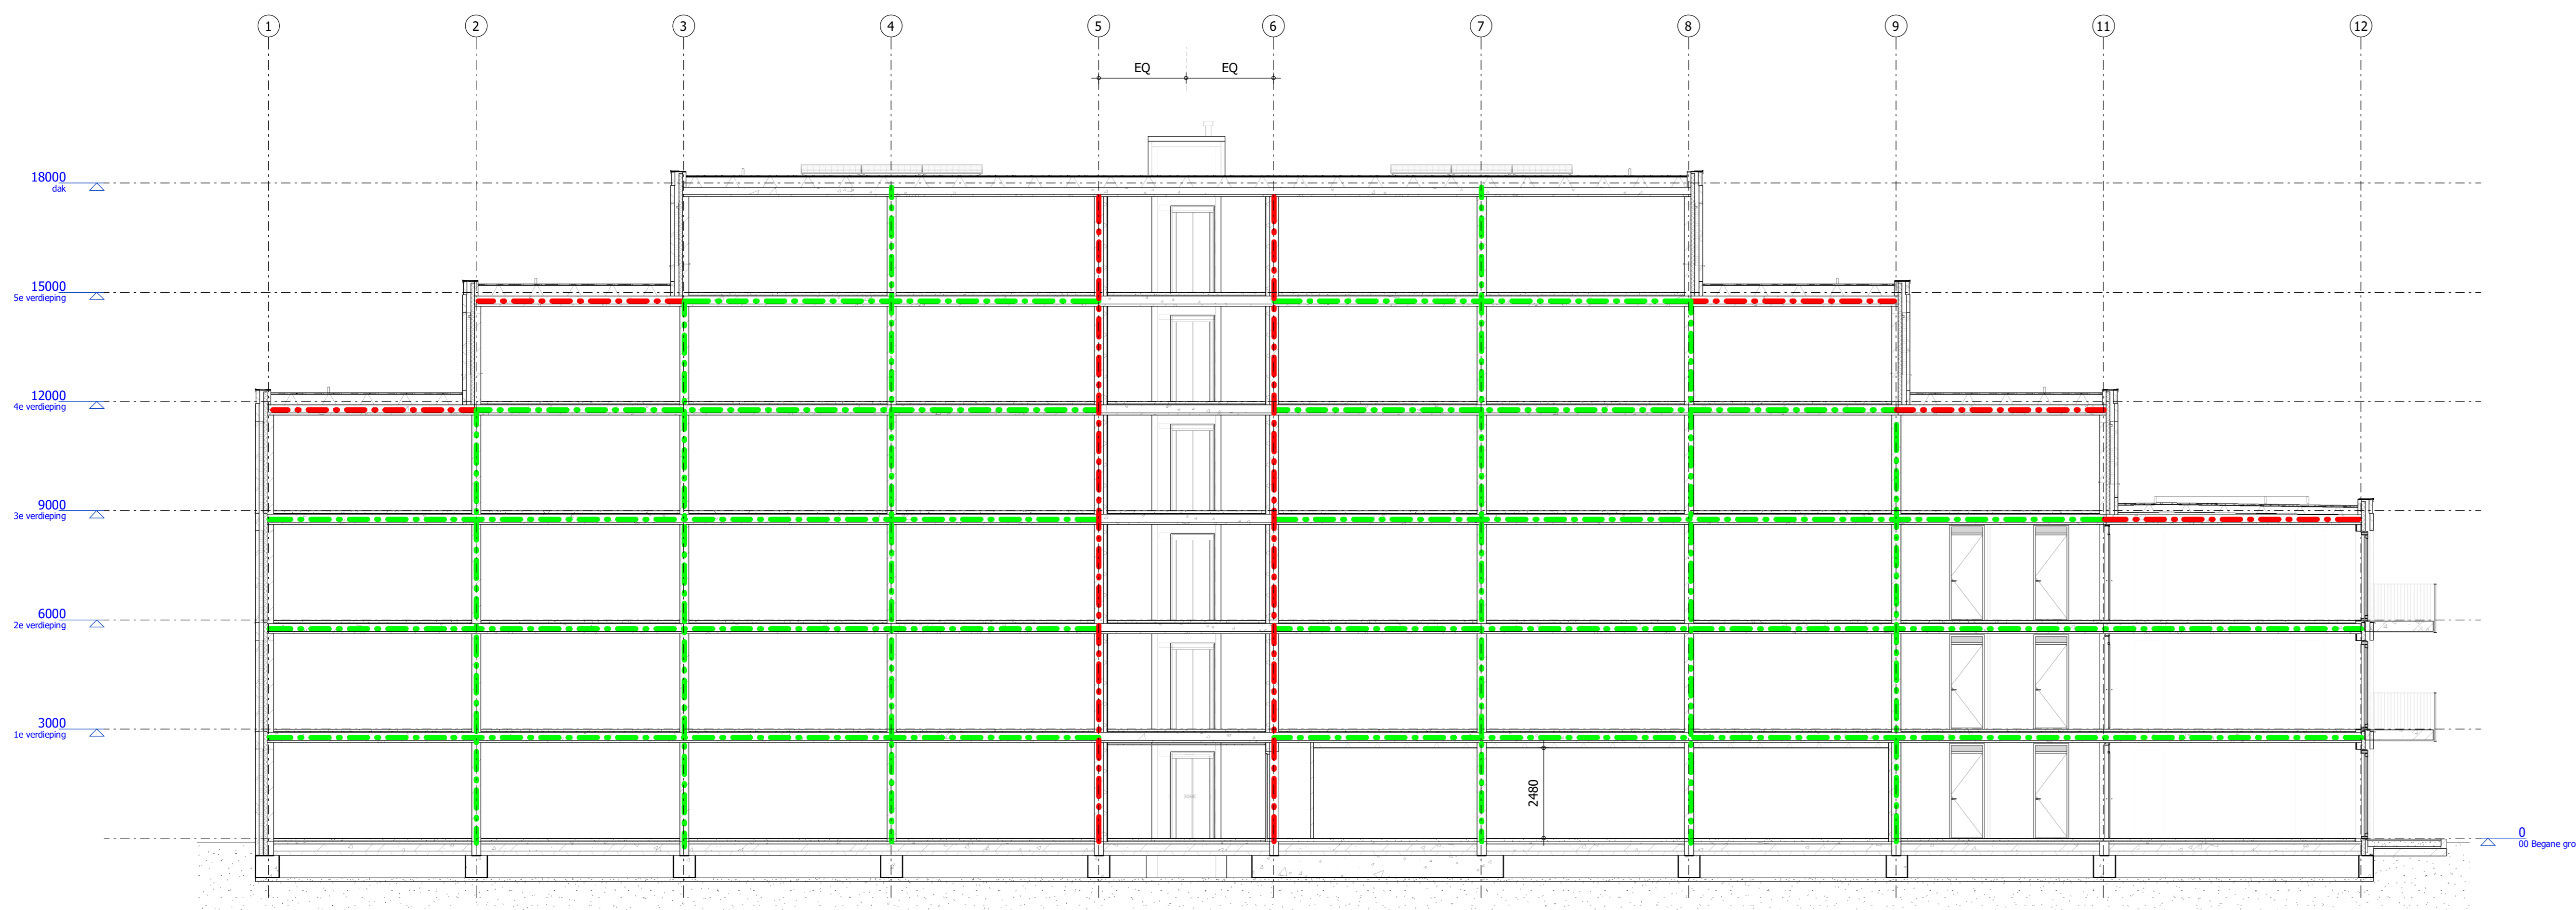 1 2 3 4 5 6 7 8 9 11 12
EQ EQ
18000
dak
15000
5e verdieping
12000
4e verdieping
9000
3e verdieping
6000
2e verdieping
3000
1e verdieping
2480
0
00 Begane gro